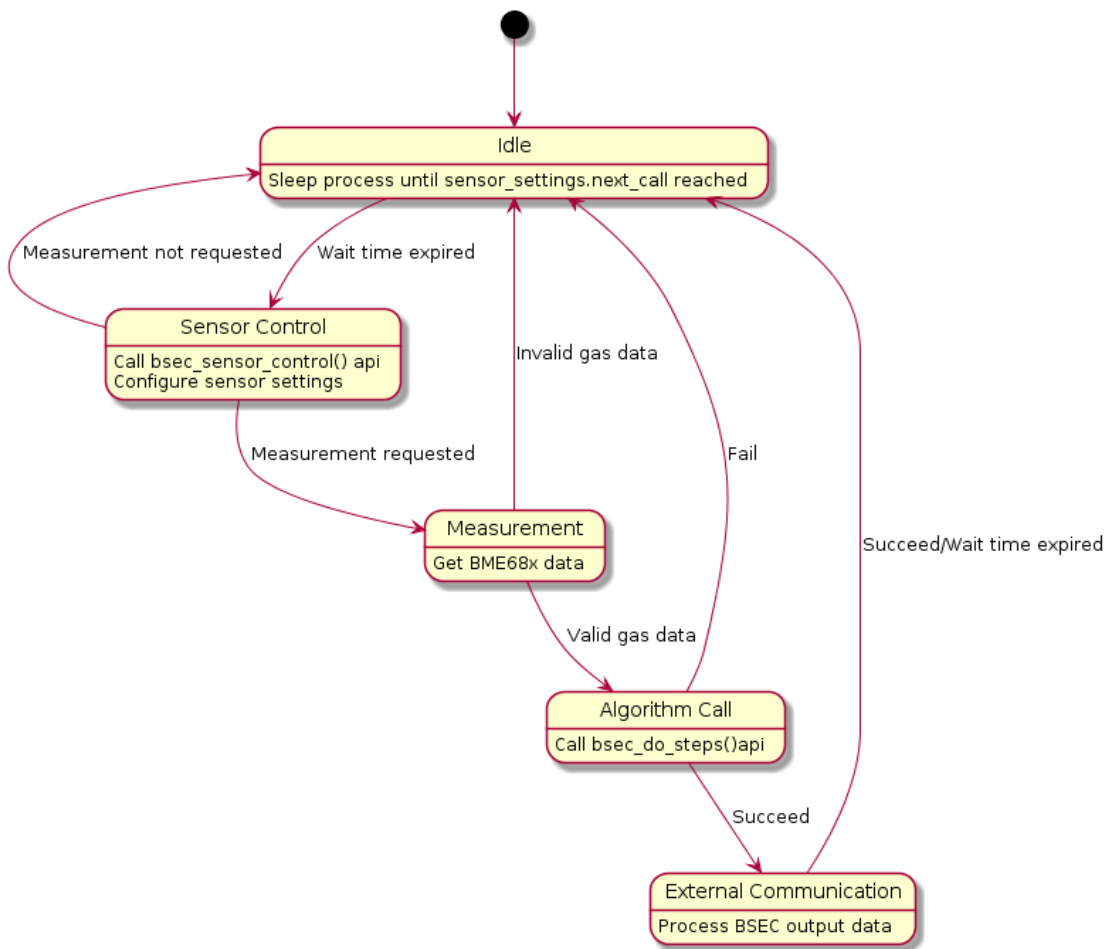 Idle
Sleep process until sensor_settings.next_call reached
Measurement not requested
Wait time expired
Sensor Control
Call bsec_sensor_control() api
Configure sensor settings
Invalid gas data
Measurement requested
Fail
Measurement
Get BME68x data
Succeed/Wait time expired
Valid gas data
Algorithm Call
Call bsec_do_steps()api
Succeed
External Communication
Process BSEC output data